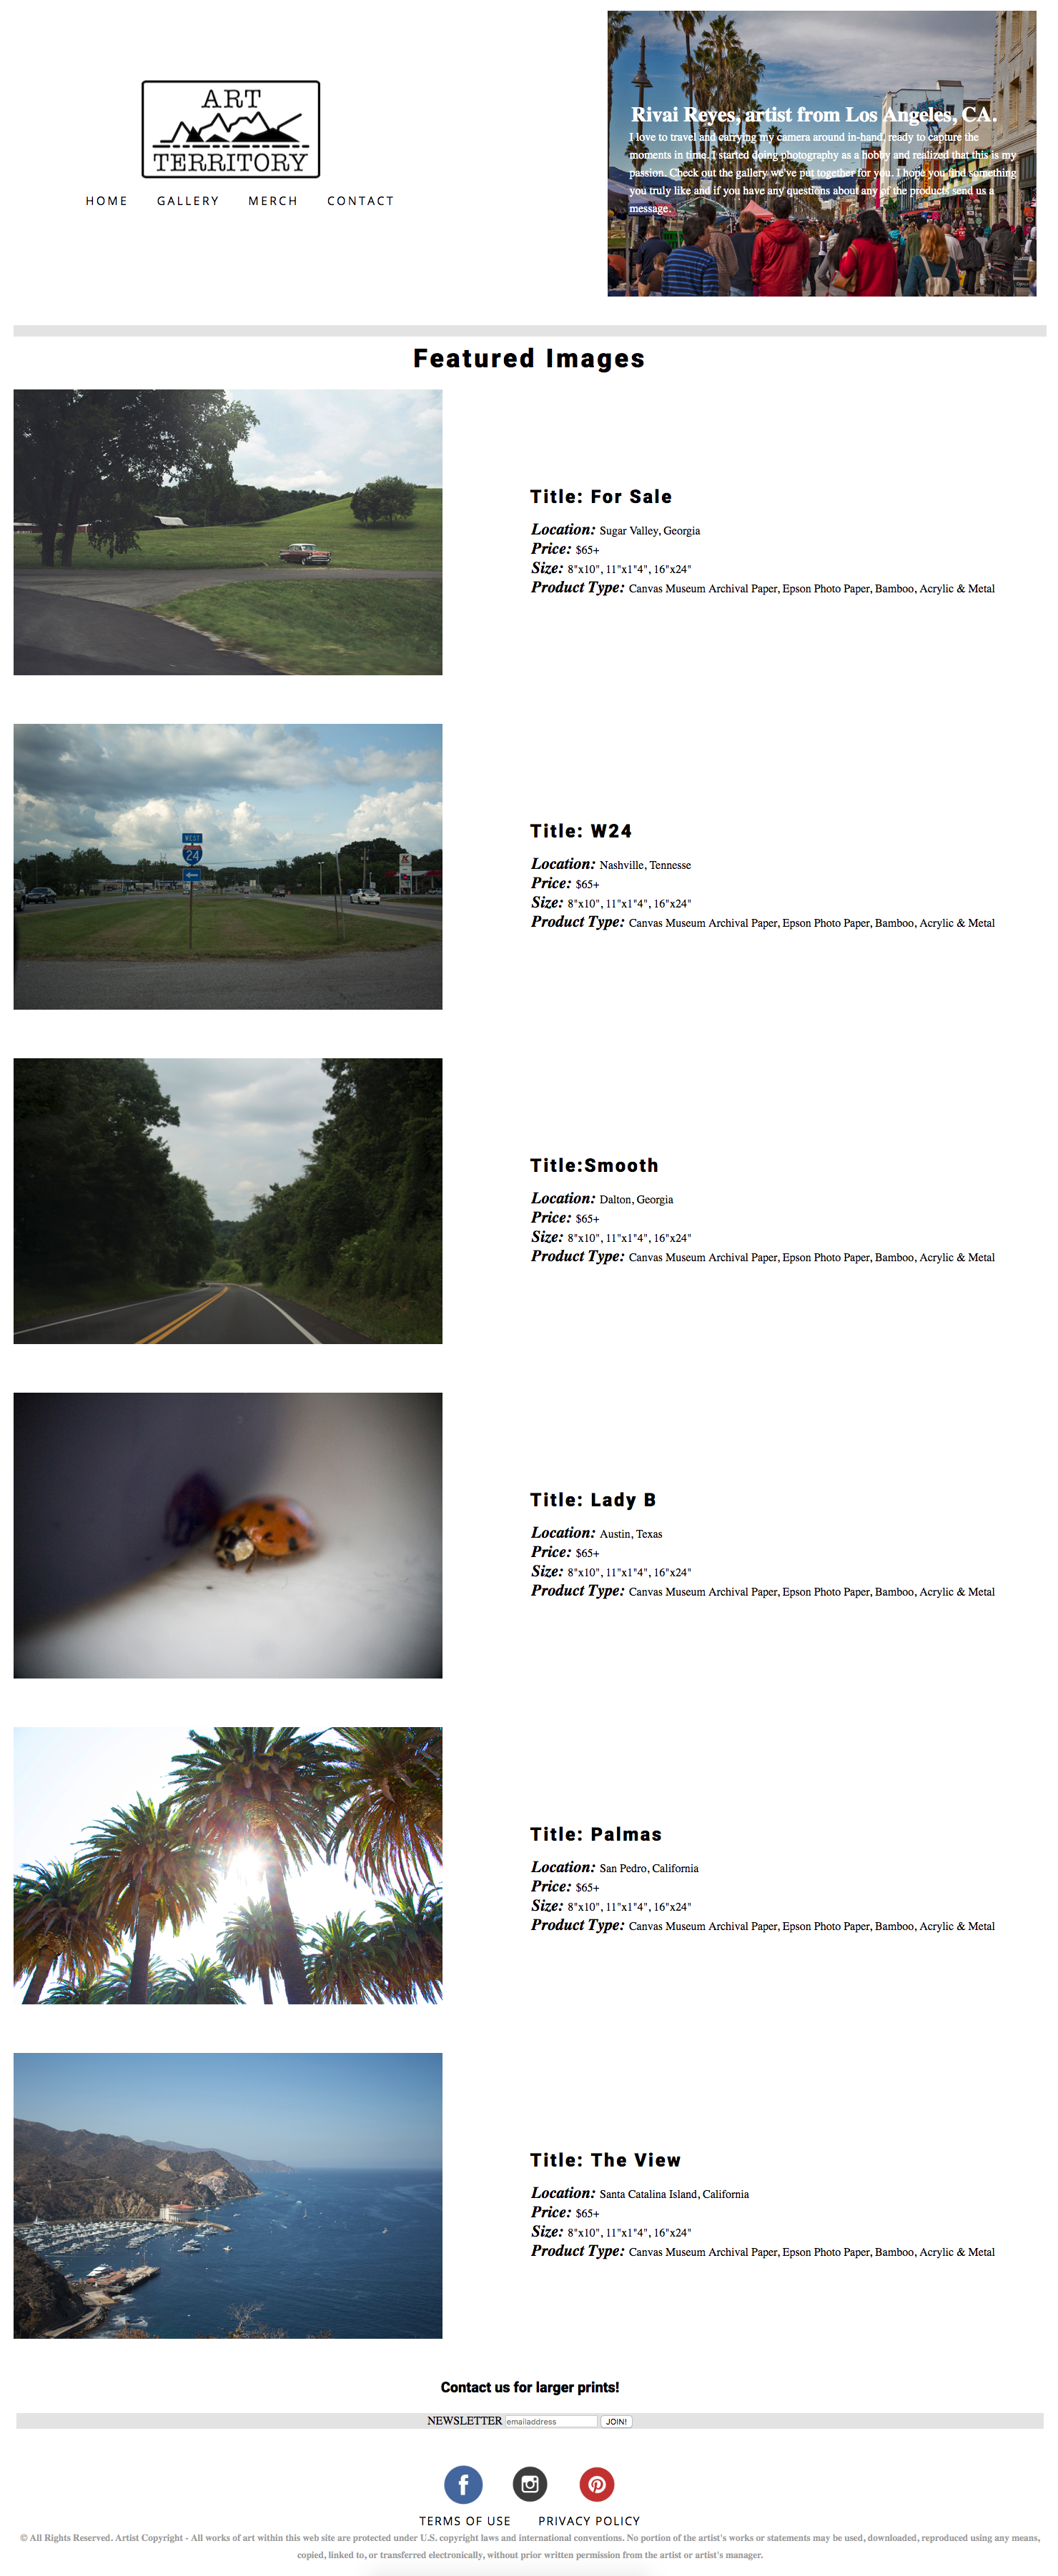 ART
TERRITORY
HOME GALLERY MERCH CONTACT
Rivai Reyes, artist from Los Angeles, CA.
I love to travel and carrying my camera around in-hand, ready to capture the
moments in time. I started doing photography as a hobby and realized that this is my
passion. Check out the gallery we've put together for you. I hope you find something
you truly like and if you have any questions about any of the products send us a
message.
Featured Images
Title: For Sale
Location: Sugar Valley, Georgia
Price: $65+
Size: 8"x10", 11"x1"4", 16"x24"
Product Type: Canvas Museum Archival Paper, Epson Photo Paper, Bamboo, Acrylic & Metal
WEST
24
Title: W24
Location: Nashville, Tennesse
Price: $65+
Size: 8"x10", 11"x1"4", 16"x24"
Product Type: Canvas Museum Archival Paper, Epson Photo Paper, Bamboo, Acrylic & Metal
Title:Smooth
Location: Dalton, Georgia
Price: $65+
Size: 8"x10", 11"x1"4", 16"x24"
Product Type: Canvas Museum Archival Paper, Epson Photo Paper, Bamboo, Acrylic & Metal
Title: Lady B
Location: Austin, Texas
Price: $65+
Size: 8"x10", 11"x1"4", 16"x24"
Product Type: Canvas Museum Archival Paper, Epson Photo Paper, Bamboo, Acrylic & Metal
Title: Palmas
Location: San Pedro, California
Price: $65+
Size: 8"x10", 11"x1"4", 16"x24"
Product Type: Canvas Museum Archival Paper, Epson Photo Paper, Bamboo, Acrylic & Metal
Title: The View
Location: Santa Catalina Island, California
Price: $65+
Size: 8"x10", 11"x1"4", 16"x24"
Product Type: Canvas Museum Archival Paper, Epson Photo Paper, Bamboo, Acrylic & Metal
Contact us for larger prints!
NEWSLETTER emailaddress JOIN!
TERMS OF USE PRIVACY POLICY
© All Rights Reserved. Artist Copyright - All works of art within this web site are protected under U.S. copyright laws and international conventions. No portion of the artist's works or statements may be used, downloaded, reproduced using any means,
copied, linked to, or transferred electronically, without prior written permission from the artist or artist's manager.